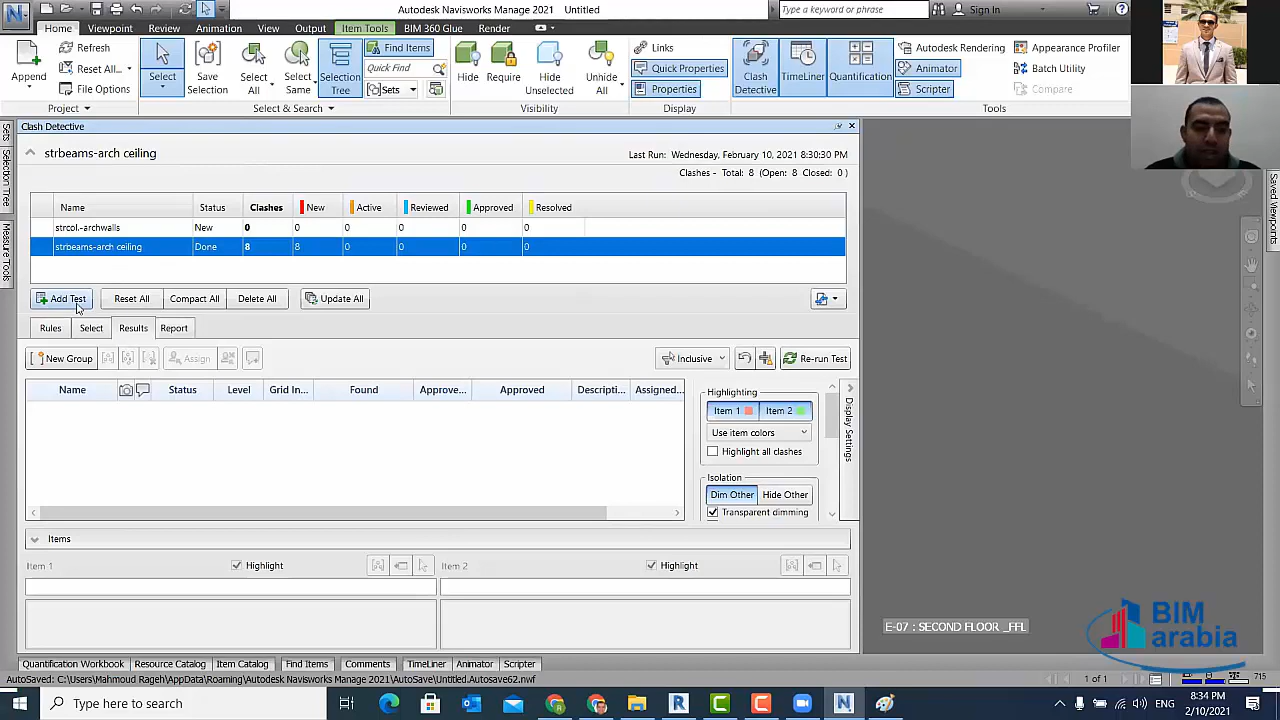 Autodesk Navisworks Manage 2021 Untitled
Type a keyword or phrase
Sign In
Home Viewpoint Review Animation View Output Item Tools BIM 360 Glue Render
Append
Refresh
Reset All...
File Options
Project
Select
Save Selection
Select All
Select Same
Selection Tree
Find Items
Quick Find
Sets
Select & Search
Hide
Require
Hide Unselected
Unhide All
Visibility
Links
Quick Properties
Properties
Display
Clash Detective
TimeLiner
Quantification
Autodesk Rendering
Animator
Scripter
Appearance Profiler
Batch Utility
Compare
Tools
Sets
Selection Tree
Measure Tools
Saved Viewpoints
Clash Detective
strbeams-arch ceiling
Last Run: Wednesday, February 10, 2021 8:30:30 PM
Clashes - Total: 8 (Open: 8 Closed: 0 )
Name Status Clashes New Active Reviewed Approved Resolved
strcol.-archwalls New 0 0 0 0 0 0
strbeams-arch ceiling Done 8 8 0 0 0 0
Add Test Reset All Compact All Delete All Update All
Rules Select Results Report
New Group Assign Inclusive Re-run Test
Name Status Level Grid In... Found Approve... Approved Descripti... Assigned...
Highlighting
Item 1 Item 2
Use item colors
Highlight all clashes
Isolation
Dim Other Hide Other
Transparent dimming
Display Settings
Items
Item 1 Highlight Item 2 Highlight
E-07 : SECOND FLOOR _FFL
BIM
arabia
Quantification Workbook Resource Catalog Item Catalog Find Items Comments TimeLiner Animator Scripter
AutoSaved: C:\Users\Mahmoud Rageh\AppData\Roaming\Autodesk Navisworks Manage 2021\AutoSave\Untitled.AutoSave62.nwf
1 of 1
715
Type here to search
ENG
8:34 PM
2/10/2021